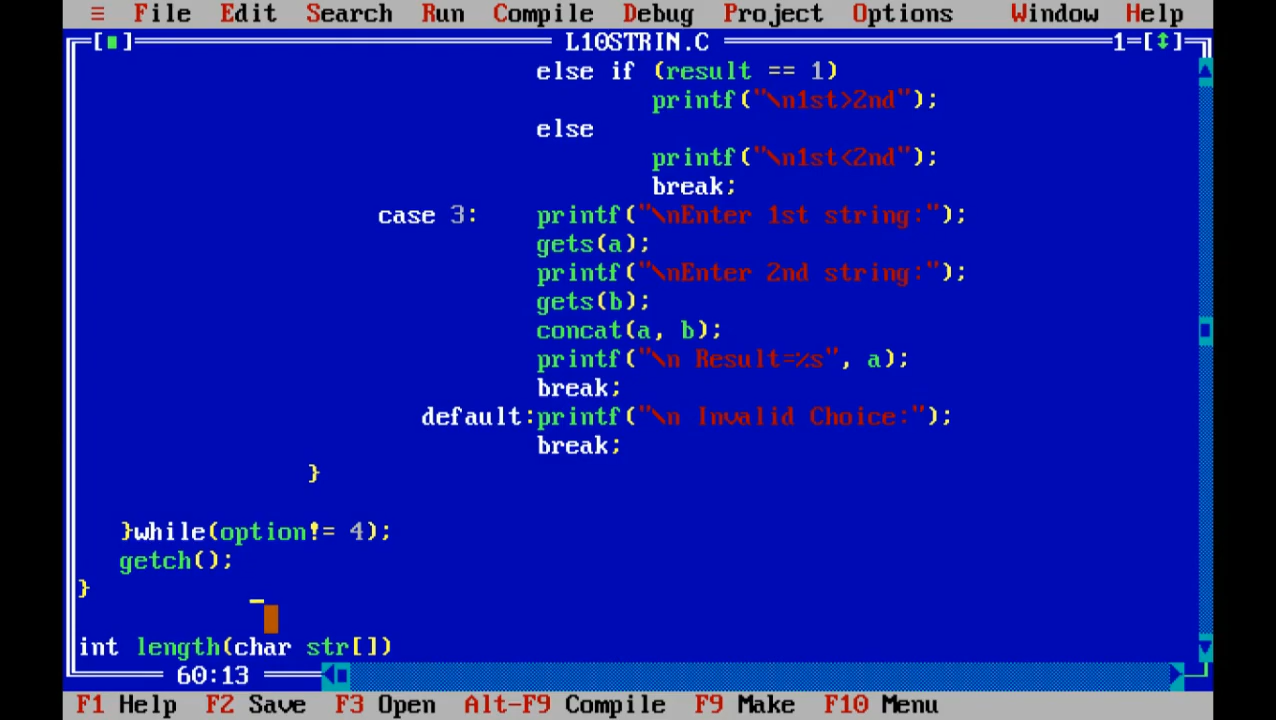 ≡ File Edit Search Run Compile Debug Project Options Window Help
[■] L10STRIN.C 1=[↕]
else if (result == 1)
printf("\n1st>2nd");
else
printf("\n1st<2nd");
break;
case 3: printf("\nEnter 1st string:");
gets(a);
printf("\nEnter 2nd string:");
gets(b);
concat(a, b);
printf("\n Result=%s", a);
break;
default:printf("\n Invalid Choice:");
break;
}
}while(option!= 4);
getch();
}
int length(char str[])
60:13
F1 Help F2 Save F3 Open Alt-F9 Compile F9 Make F10 Menu